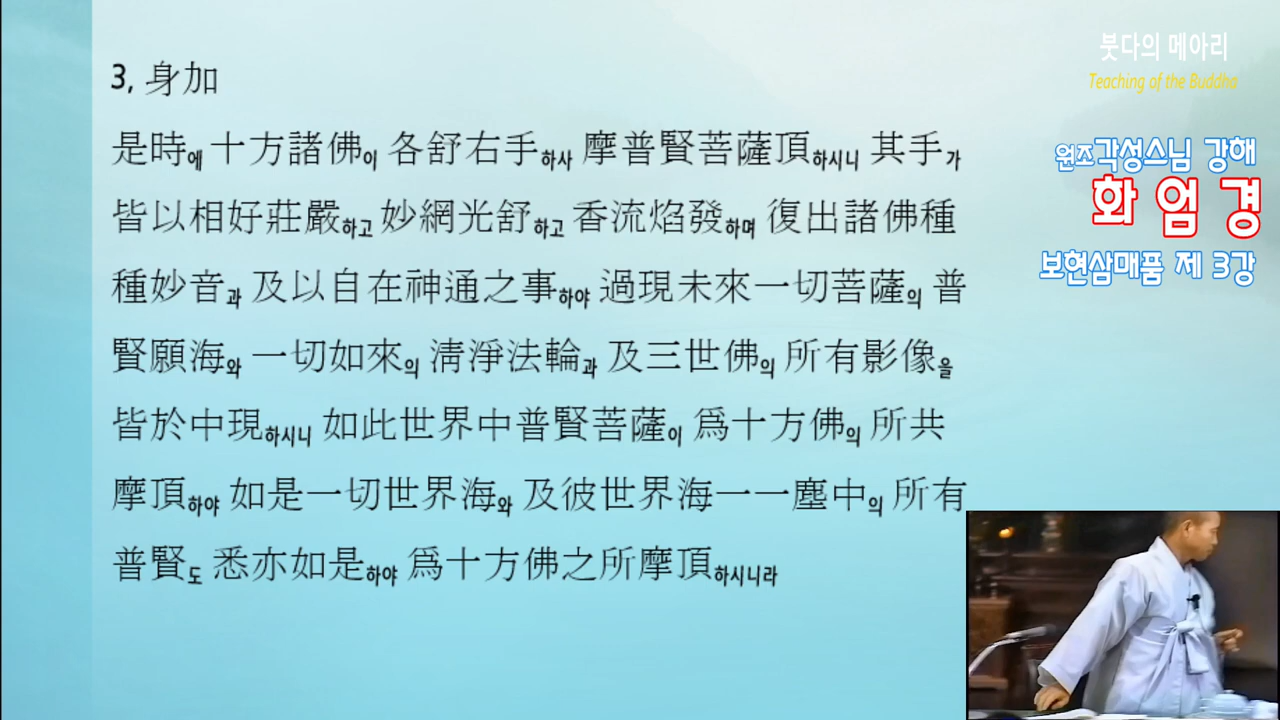 3, 身加
是時에 十方諸佛이 各舒右手하사 摩普賢菩薩頂하시니 其手가
皆以相好莊嚴하고 妙網光舒하고 香流焰發하며 復出諸佛種
種妙音과 及以自在神通之事하야 過現未來一切菩薩의 普
賢願海와 一切如來의 淸淨法輪과 及三世佛의 所有影像을
皆於中現하시니 如此世界中普賢菩薩이 爲十方佛의 所共
摩頂하야 如是一切世界海와 及彼世界海一一塵中의 所有
普賢도 悉亦如是하야 爲十方佛之所摩頂하시니라
붓다의 메아리
Teaching of the Buddha
원조각성스님 강해
화엄경
보현삼매품 제 3강